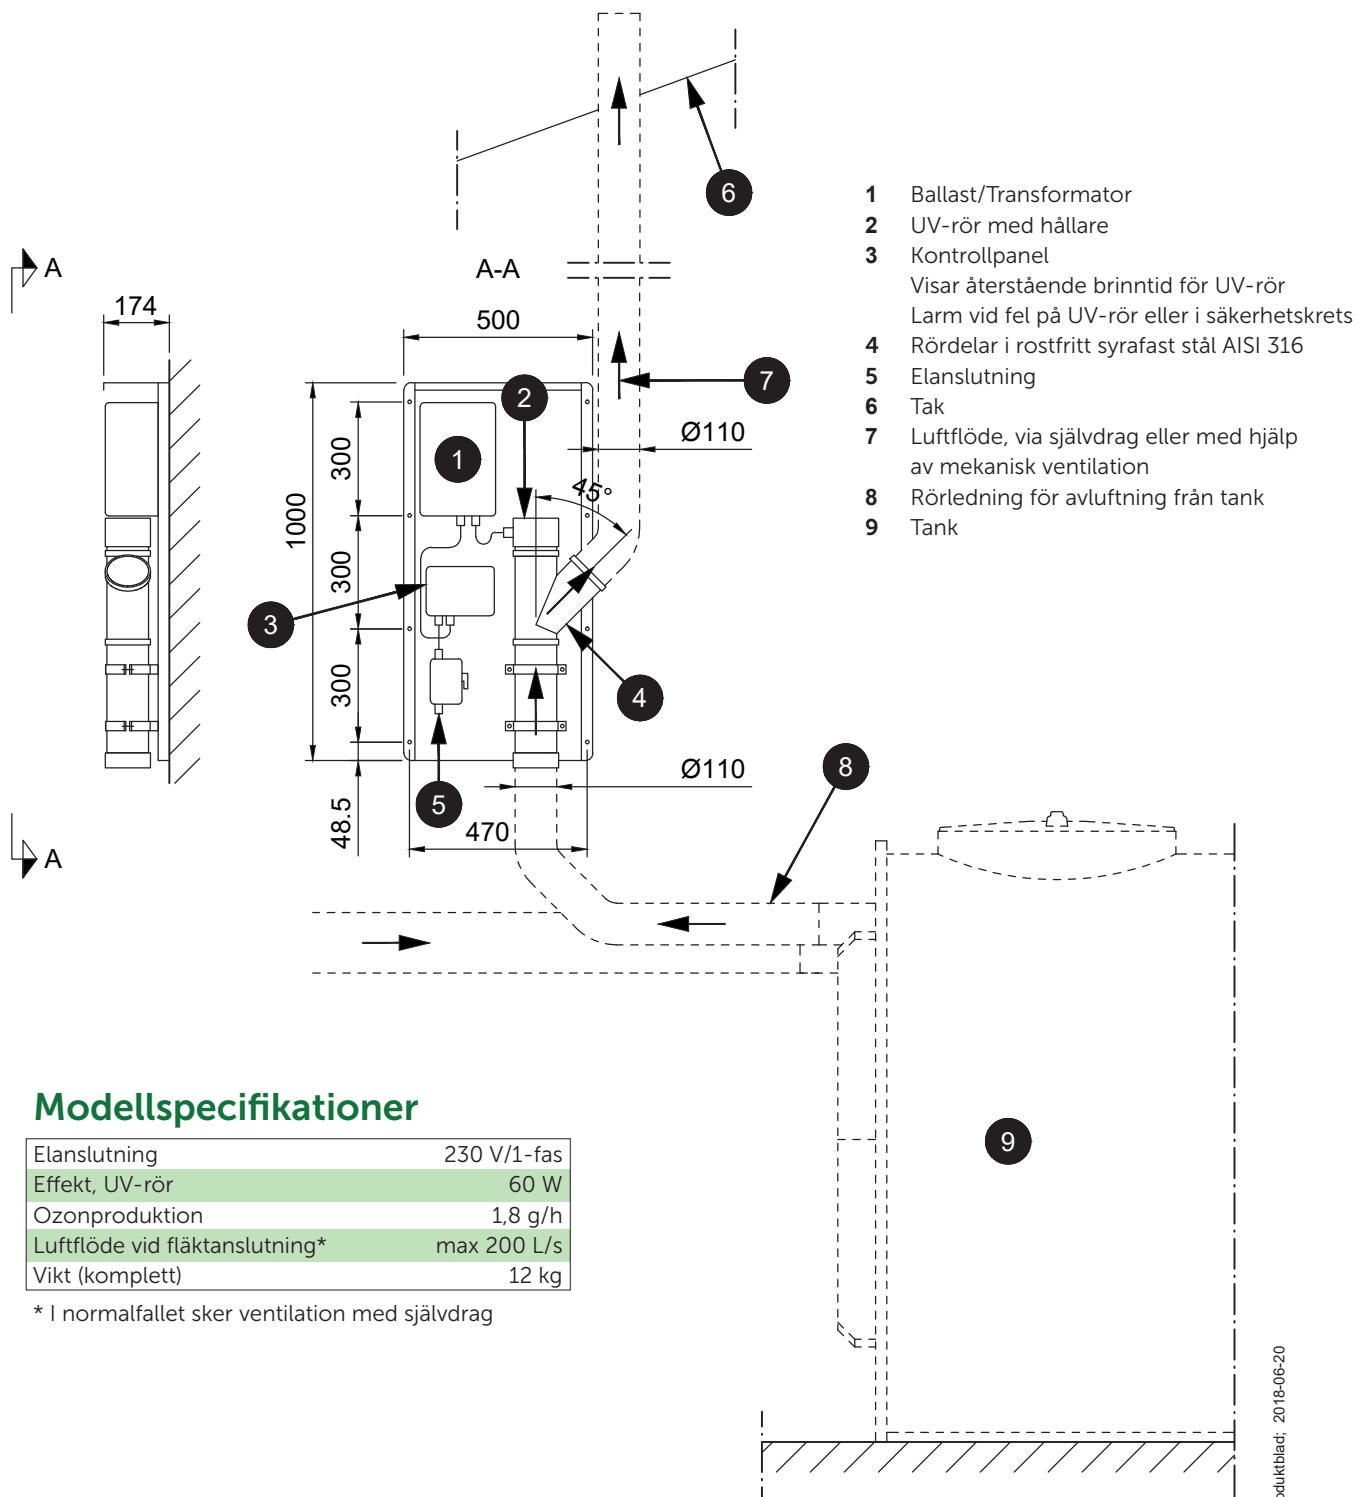 6
A
A-A
174
500
7
2
Ø110
1
300
45°
1000
300
3
300
4
Ø110
8
5
48.5
470
A
9
1 Ballast/Transformator
2 UV-rör med hållare
3 Kontrollpanel
Visar återstående brinntid för UV-rör
Larm vid fel på UV-rör eller i säkerhetskrets
4 Rördelar i rostfritt syrafast stål AISI 316
5 Elanslutning
6 Tak
7 Luftflöde, via självdrag eller med hjälp
av mekanisk ventilation
8 Rörledning för avluftning från tank
9 Tank
Modellspecifikationer
Elanslutning 230 V/1-fas
Effekt, UV-rör 60 W
Ozonproduktion 1,8 g/h
Luftflöde vid fläktanslutning* max 200 L/s
Vikt (komplett) 12 kg
* I normalfallet sker ventilation med självdrag
2018-06-20